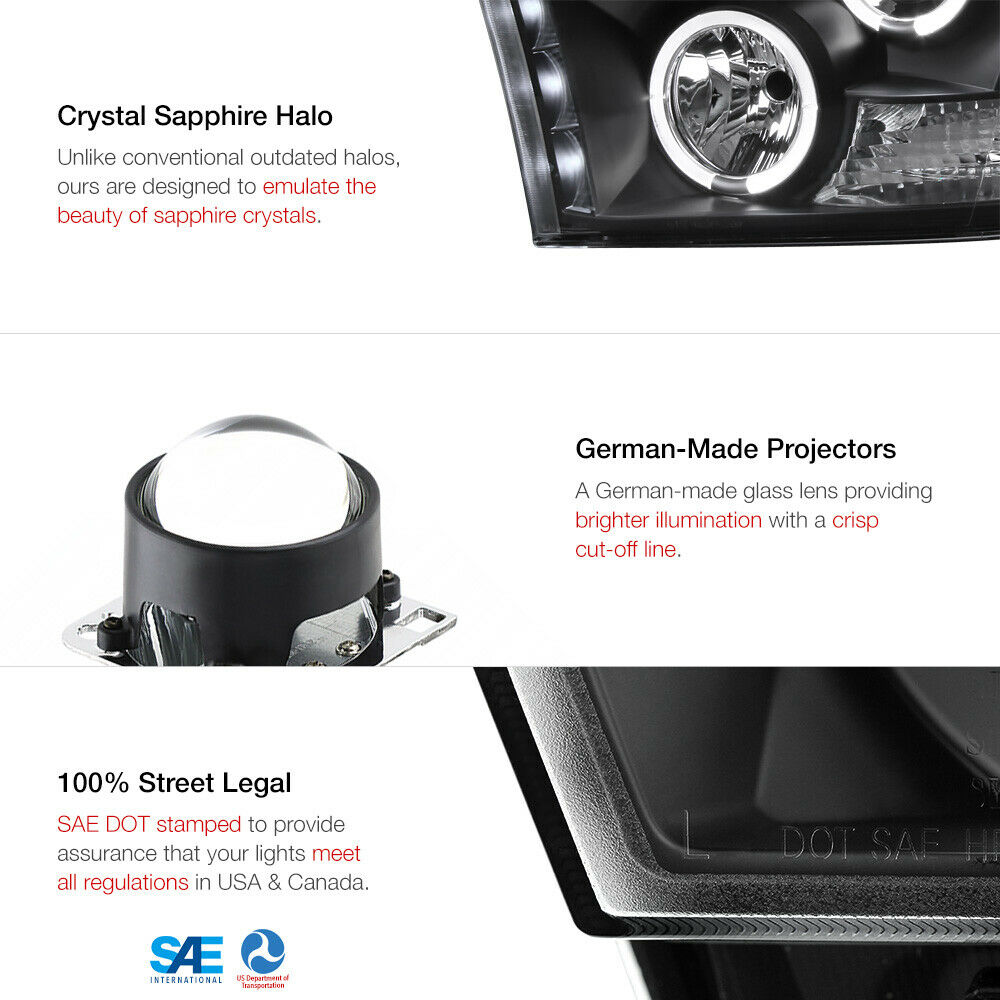 Crystal Sapphire Halo
Unlike conventional outdated halos,
ours are designed to emulate the
beauty of sapphire crystals.
German-Made Projectors
A German-made glass lens providing
brighter illumination with a crisp
cut-off line.
100% Street Legal
SAE DOT stamped to provide
assurance that your lights meet
all regulations in USA & Canada.
L DOT SAE
SAE
INTERNATIONAL
US Department of
Transportation